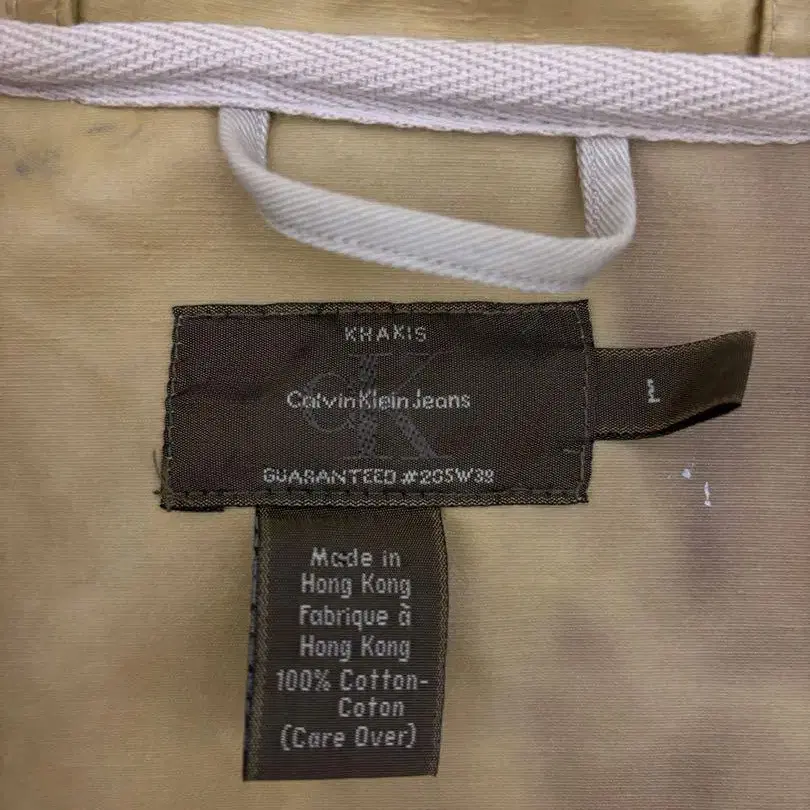 KHAKIS
CK
Calvin Klein Jeans
GUARANTEED #2G5W38
L
Made in
Hong Kong
Fabrique à
Hong Kong
100% Cotton-
Coton
(Care Over)